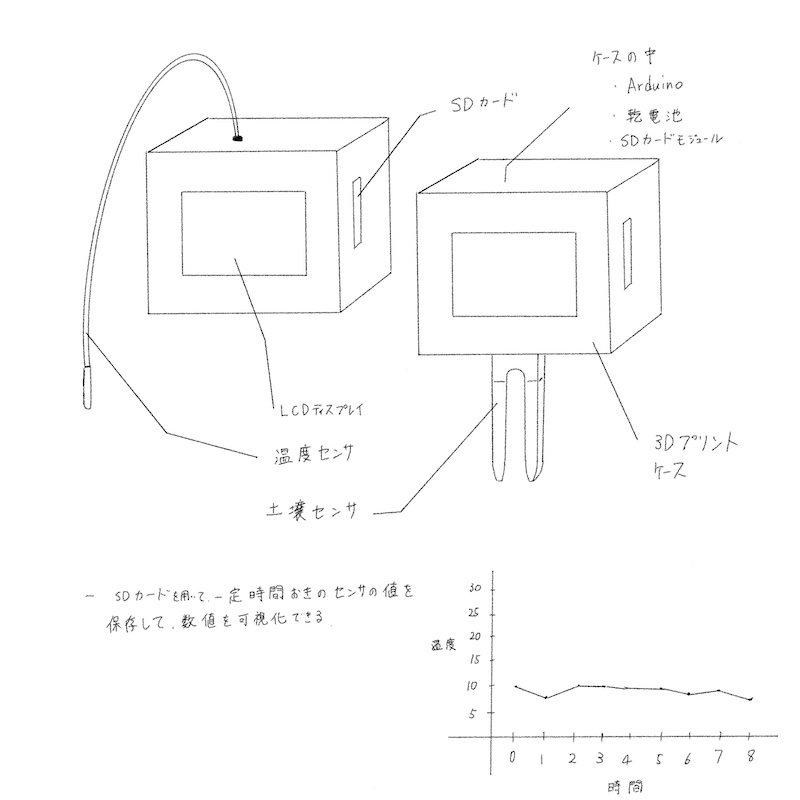 SDカード
ケースの中
・Arduino
・乾電池
・SDカードモジュール
LCDディスプレイ
温度センサ
土壌センサ
3Dプリント
ケース
― SDカードを用いて、一定時間おきのセンサの値を
保存して、数値を可視化できる.
温度
30
25
20
15
10
5
0 1 2 3 4 5 6 7 8
時間